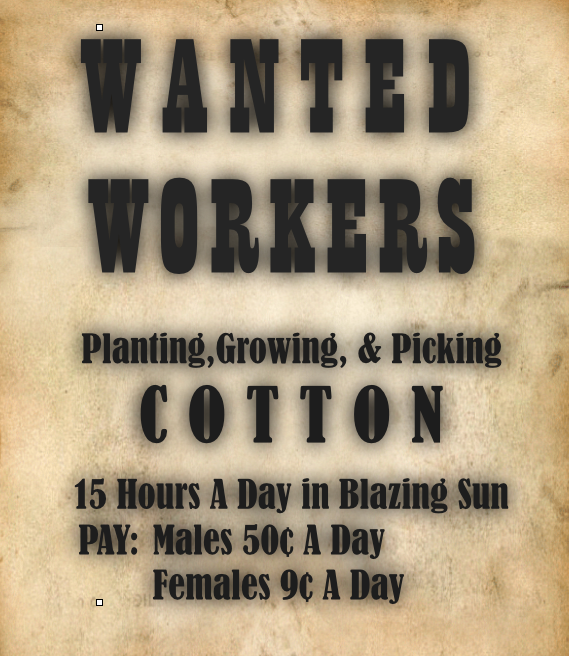 WANTED
WORKERS
Planting,Growing, & Picking
COTTON
15 Hours A Day in Blazing Sun
PAY: Males 50¢ A Day
Females 9¢ A Day